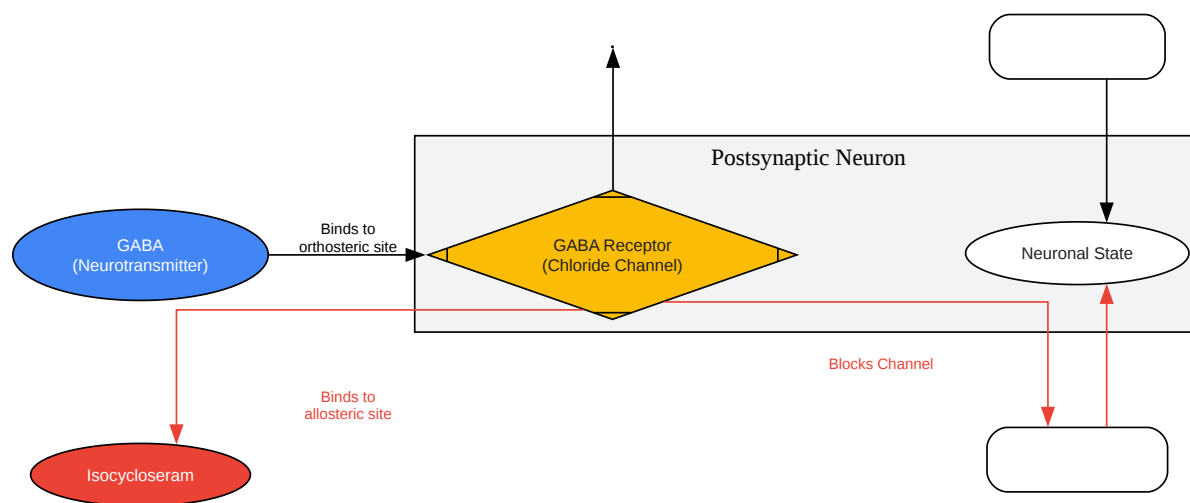 Postsynaptic Neuron
Binds to
orthosteric site
GABA
(Neurotransmitter)
GABA Receptor
(Chloride Channel)
Neuronal State
Blocks Channel
Binds to
allosteric site
Isocycloseram